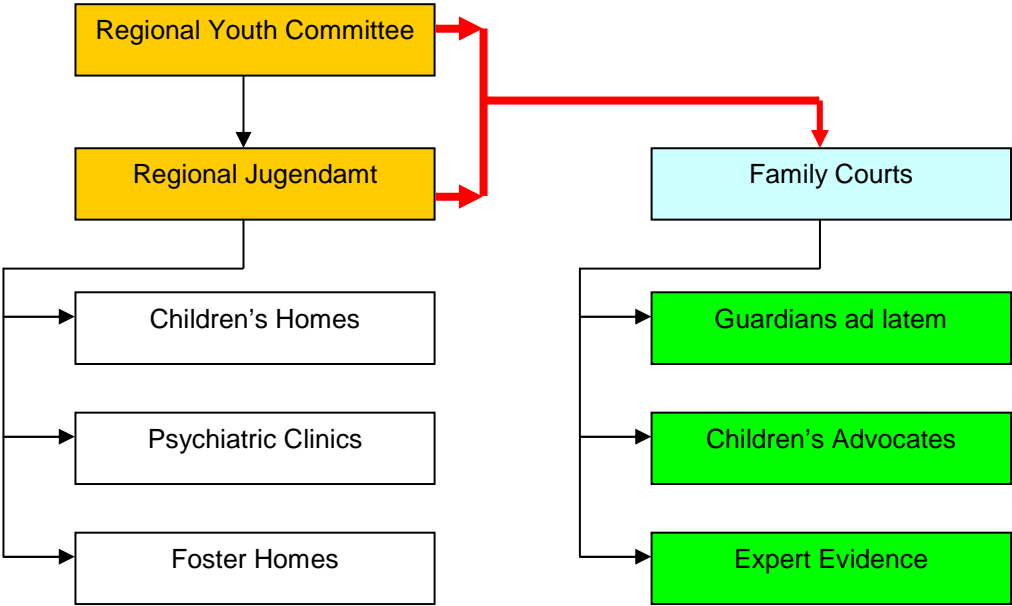 Regional Youth Committee
Regional Jugendamt
Family Courts
Children’s Homes
Guardians ad latem
Psychiatric Clinics
Children’s Advocates
Foster Homes
Expert Evidence